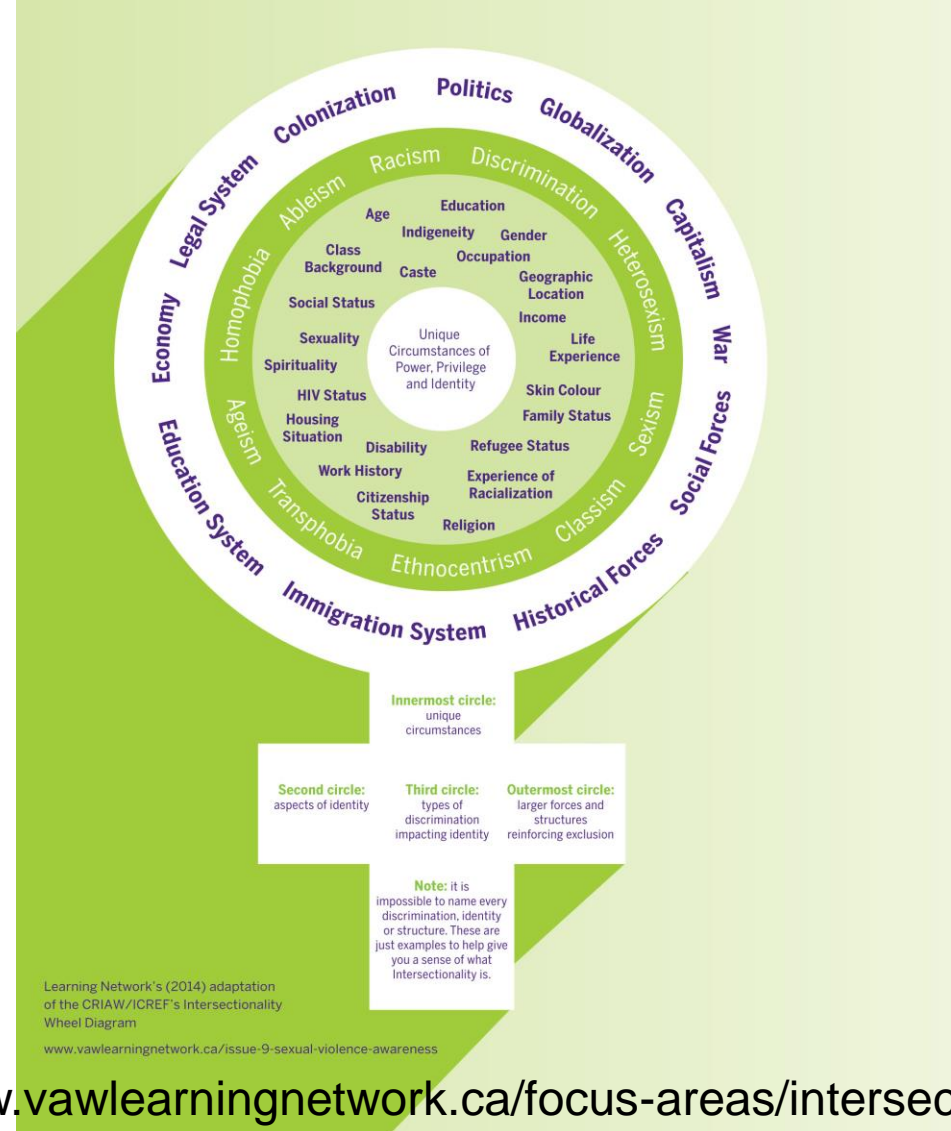 Politics
Globalization
Capitalism
War
Social Forces
Historical Forces
Immigration System
Education System
Economy
Legal System
Colonization
Racism
Discrimination
Heterosexism
Sexism
Classism
Ethnocentrism
Transphobia
Ageism
Homophobia
Ableism
Age
Education
Indigeneity
Gender
Class
Background
Occupation
Caste
Geographic
Location
Social Status
Income
Sexuality
Life
Experience
Spirituality
HIV Status
Skin Colour
Housing
Situation
Family Status
Disability
Refugee Status
Work History
Experience of
Racialization
Citizenship
Status
Religion
Unique
Circumstances of
Power, Privilege
and Identity
Innermost circle:
unique
circumstances
Second circle:
aspects of identity
Third circle:
types of
discrimination
impacting identity
Outermost circle:
larger forces and
structures
reinforcing exclusion
Note: it is
impossible to name every
discrimination, identity
or structure. These are
just examples to help give
you a sense of what
Intersectionality is.
Learning Network's (2014) adaptation
of the CRIAW/ICREF's Intersectionality
Wheel Diagram
www.vawlearningnetwork.ca/issue-9-sexual-violence-awareness
w.vawlearningnetwork.ca/focus-areas/intersec